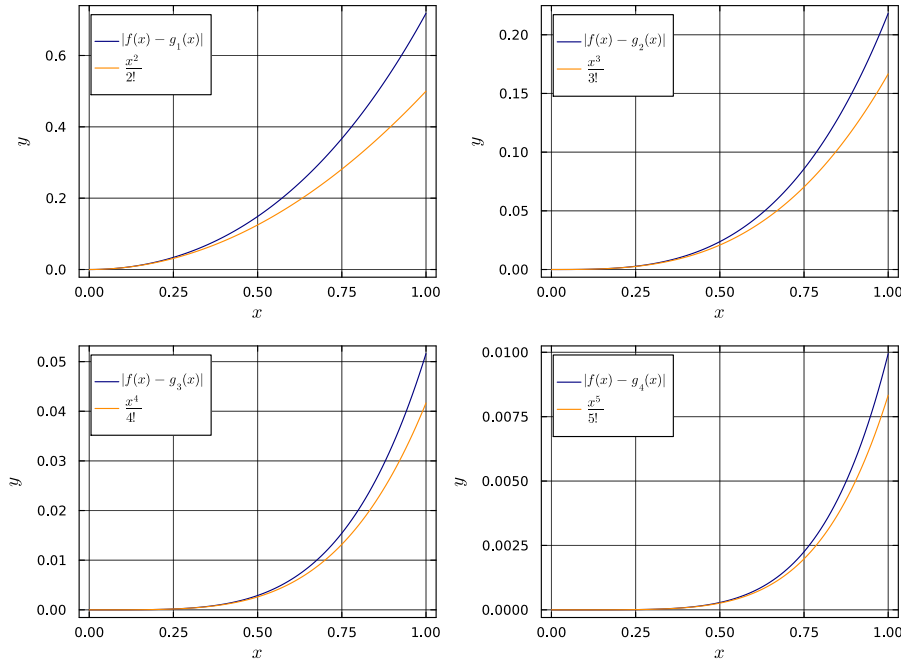 |f(x) − g₁(x)|
x²/2!
y
0.6
0.4
0.2
0.0
0.00 0.25 0.50 0.75 1.00
x
|f(x) − g₂(x)|
x³/3!
y
0.20
0.15
0.10
0.05
0.00
0.00 0.25 0.50 0.75 1.00
x
|f(x) − g₃(x)|
x⁴/4!
y
0.05
0.04
0.03
0.02
0.01
0.00
0.00 0.25 0.50 0.75 1.00
x
|f(x) − g₄(x)|
x⁵/5!
y
0.0100
0.0075
0.0050
0.0025
0.0000
0.00 0.25 0.50 0.75 1.00
x